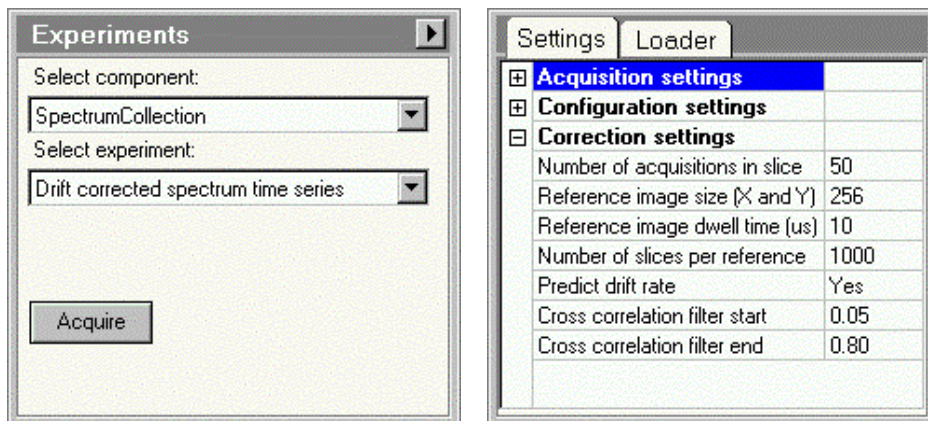 Experiments
Select component:
SpectrumCollection
Select experiment:
Drift corrected spectrum time series
Acquire
Settings Loader
Acquisition settings
Configuration settings
Correction settings
Number of acquisitions in slice 50
Reference image size (X and Y) 256
Reference image dwell time (us) 10
Number of slices per reference 1000
Predict drift rate Yes
Cross correlation filter start 0.05
Cross correlation filter end 0.80